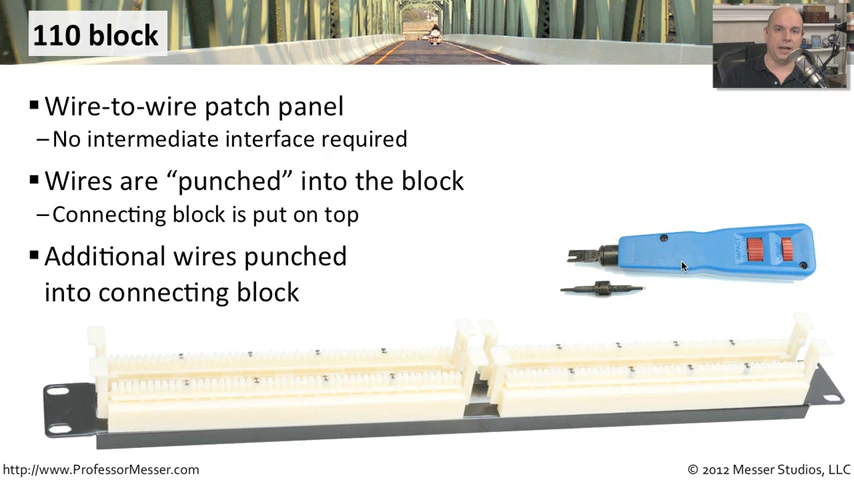 110 block
▪ Wire-to-wire patch panel
– No intermediate interface required
▪ Wires are “punched” into the block
– Connecting block is put on top
▪ Additional wires punched
into connecting block
http://www.ProfessorMesser.com
© 2012 Messer Studios, LLC